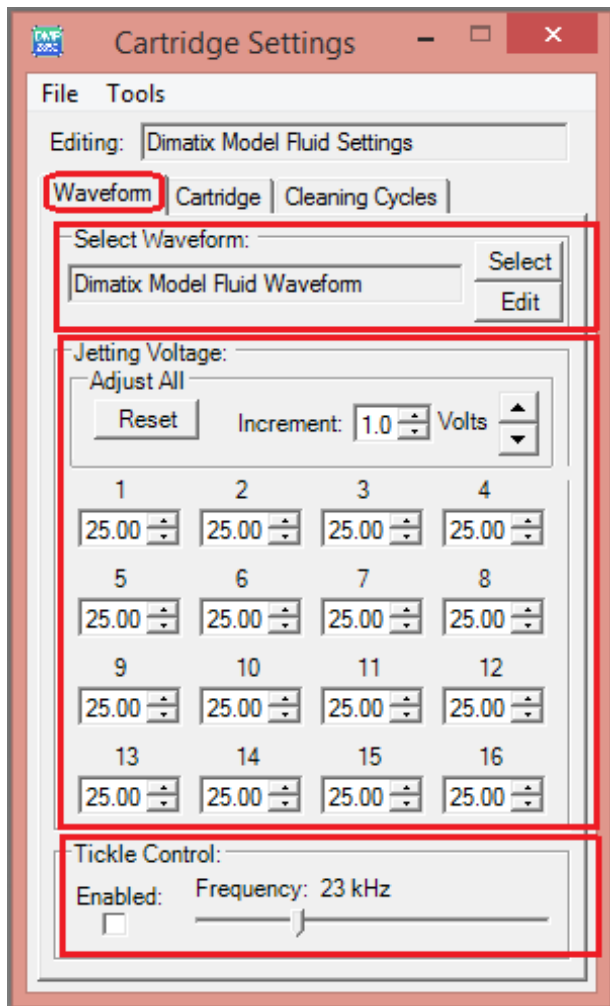 Cartridge Settings
File Tools
Editing: Dimatix Model Fluid Settings
Waveform Cartridge Cleaning Cycles
Select Waveform:
Dimatix Model Fluid Waveform
Select
Edit
Jetting Voltage:
Adjust All
Reset Increment: 1.0 Volts
1 2 3 4
25.00 25.00 25.00 25.00
5 6 7 8
25.00 25.00 25.00 25.00
9 10 11 12
25.00 25.00 25.00 25.00
13 14 15 16
25.00 25.00 25.00 25.00
Tickle Control:
Enabled: Frequency: 23 kHz